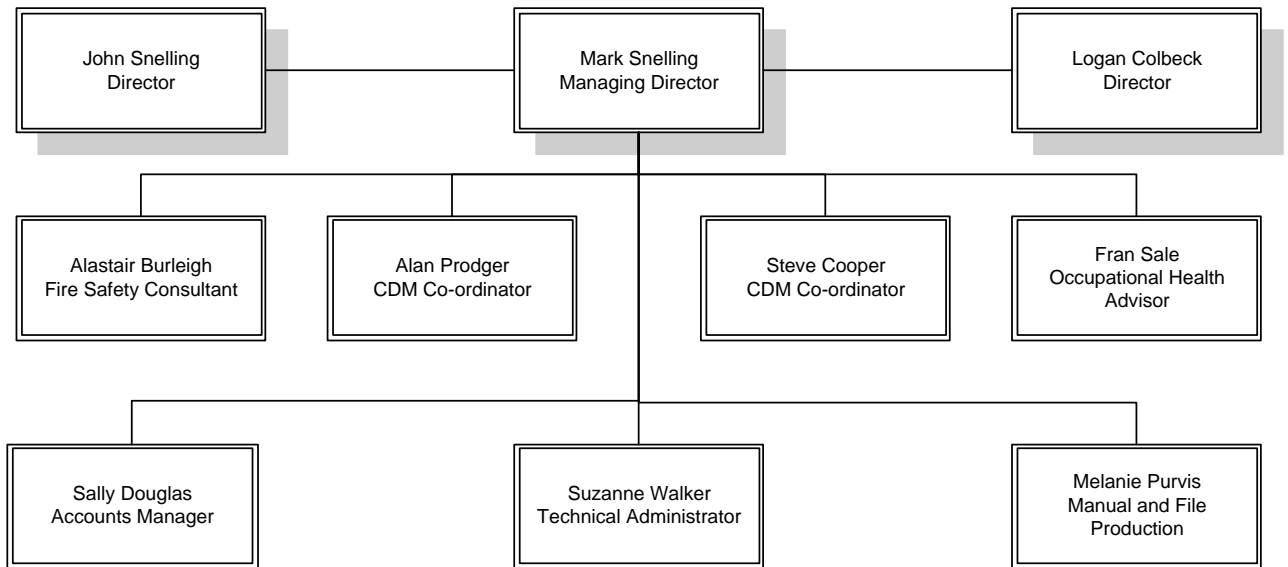 John Snelling
Director
Mark Snelling
Managing Director
Logan Colbeck
Director
Alastair Burleigh
Fire Safety Consultant
Alan Prodger
CDM Co-ordinator
Steve Cooper
CDM Co-ordinator
Fran Sale
Occupational Health
Advisor
Sally Douglas
Accounts Manager
Suzanne Walker
Technical Administrator
Melanie Purvis
Manual and File
Production